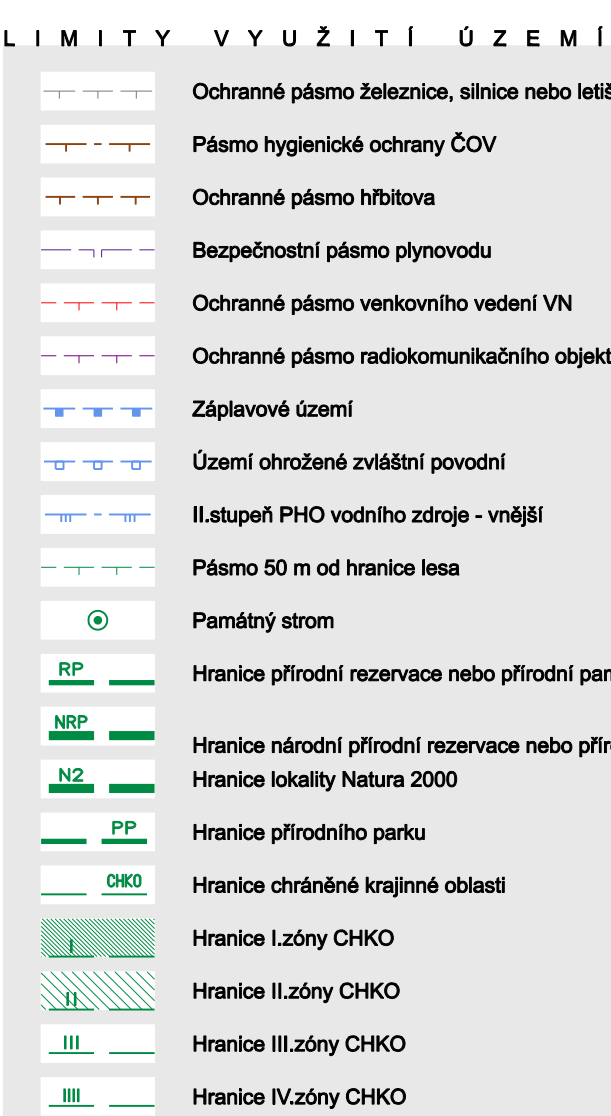 LIMITY VYUŽITÍ ÚZEMÍ
Ochranné pásmo železnice, silnice nebo
Pásmo hygienické ochrany ČOV
Ochranné pásmo hřbitova
Bezpečnostní pásmo plynovodu
Ochranné pásmo venkovního vedení VN
Ochranné pásmo radiokomunikačního
Záplavové území
Území ohrožené zvláštní povodní
II.stupeň PHO vodního zdroje - vnější
Pásmo 50 m od hranice lesa
Památný strom
RP Hranice přírodní rezervace nebo přírodní
NRP
Hranice národní přírodní rezervace nebo
N2 Hranice lokality Natura 2000
PP Hranice přírodního parku
CHKO Hranice chráněné krajinné oblasti
I Hranice I.zóny CHKO
II Hranice II.zóny CHKO
III Hranice III.zóny CHKO
IIII Hranice IV.zóny CHKO